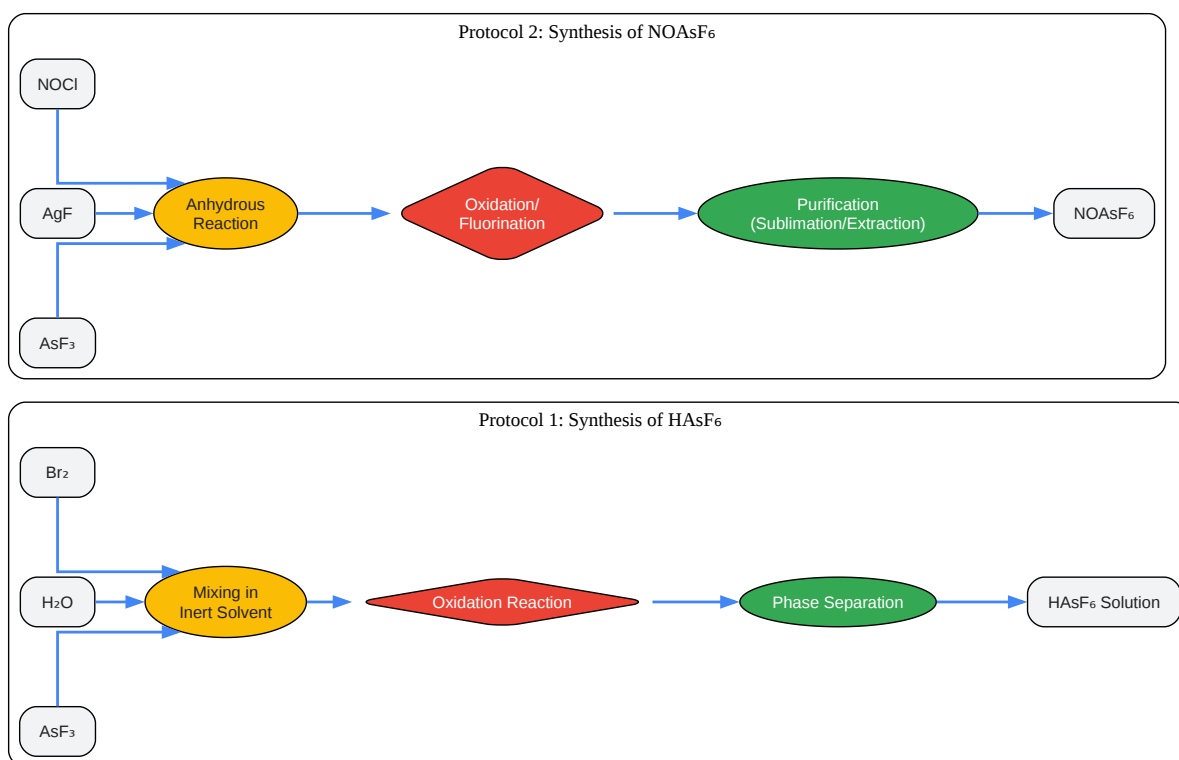 Protocol 2: Synthesis of NOAsF₆
NOCl
AgF
AsF₃
Anhydrous
Reaction
Oxidation/
Fluorination
Purification
(Sublimation/Extraction)
NOAsF₆
Protocol 1: Synthesis of HAsF₆
Br₂
H₂O
AsF₃
Mixing in
Inert Solvent
Oxidation Reaction
Phase Separation
HAsF₆ Solution